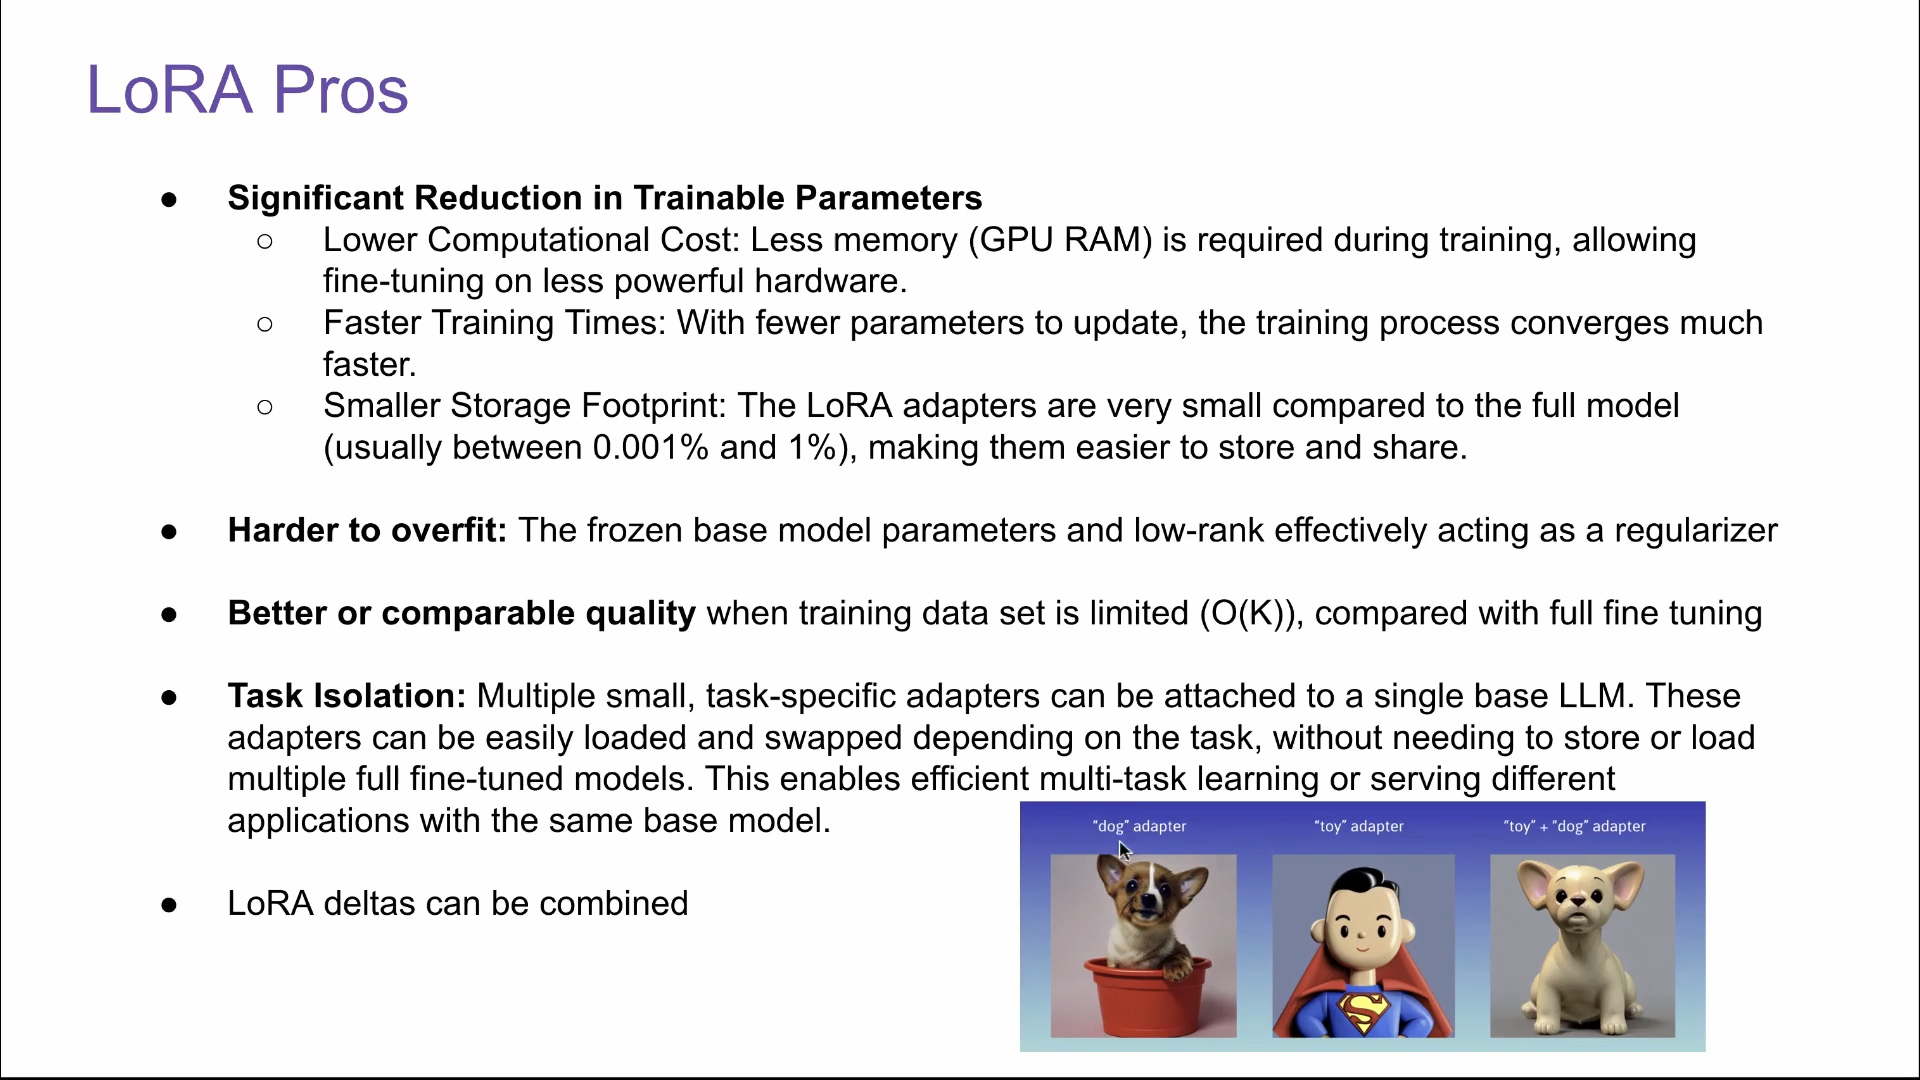 LoRA Pros
● Significant Reduction in Trainable Parameters
○ Lower Computational Cost: Less memory (GPU RAM) is required during training, allowing
fine-tuning on less powerful hardware.
○ Faster Training Times: With fewer parameters to update, the training process converges much
faster.
○ Smaller Storage Footprint: The LoRA adapters are very small compared to the full model
(usually between 0.001% and 1%), making them easier to store and share.
● Harder to overfit: The frozen base model parameters and low-rank effectively acting as a regularizer
● Better or comparable quality when training data set is limited (O(K)), compared with full fine tuning
● Task Isolation: Multiple small, task-specific adapters can be attached to a single base LLM. These
adapters can be easily loaded and swapped depending on the task, without needing to store or load
multiple full fine-tuned models. This enables efficient multi-task learning or serving different
applications with the same base model.
● LoRA deltas can be combined
“dog” adapter
“toy” adapter
“toy” + “dog” adapter
S